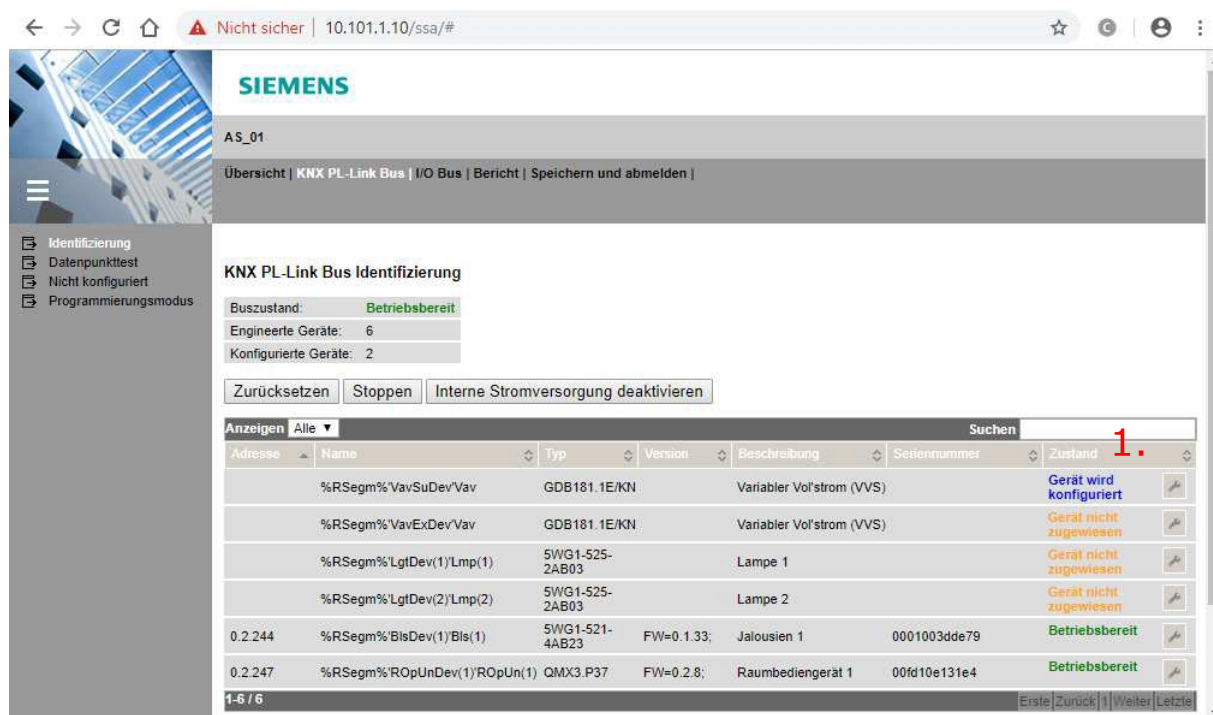 Nicht sicher | 10.101.1.10/ssa/#
SIEMENS
AS_01
Übersicht | KNX PL-Link Bus | I/O Bus | Bericht | Speichern und abmelden |
Identifizierung
Datenpunkttest
Nicht konfiguriert
Programmierungsmodus
KNX PL-Link Bus Identifizierung
Buszustand: Betriebsbereit
Engineerte Geräte: 6
Konfigurierte Geräte: 2
Zurücksetzen Stoppen Interne Stromversorgung deaktivieren
Anzeigen Alle Suchen
1.
Adresse Name Typ Version Beschreibung Seriennummer Zustand
%RSegm%'VavSuDev'Vav GDB181.1E/KN Variabler Vol'strom (VVS) Gerät wird
konfiguriert
%RSegm%'VavExDev'Vav GDB181.1E/KN Variabler Vol'strom (VVS) Gerät nicht
zugewiesen
%RSegm%'LgtDev(1)'Lmp(1) 5WG1-525-
2AB03 Lampe 1 Gerät nicht
zugewiesen
%RSegm%'LgtDev(2)'Lmp(2) 5WG1-525-
2AB03 Lampe 2 Gerät nicht
zugewiesen
0.2.244 %RSegm%'BlsDev(1)'Bls(1) 5WG1-521-
4AB23 FW=0.1.33; Jalousien 1 0001003dde79 Betriebsbereit
0.2.247 %RSegm%'ROpUnDev(1)'ROpUn(1) QMX3.P37 FW=0.2.8; Raumbediengerät 1 00fd10e131e4 Betriebsbereit
1-6 / 6 Erste Zurück 1 Weiter Letzte